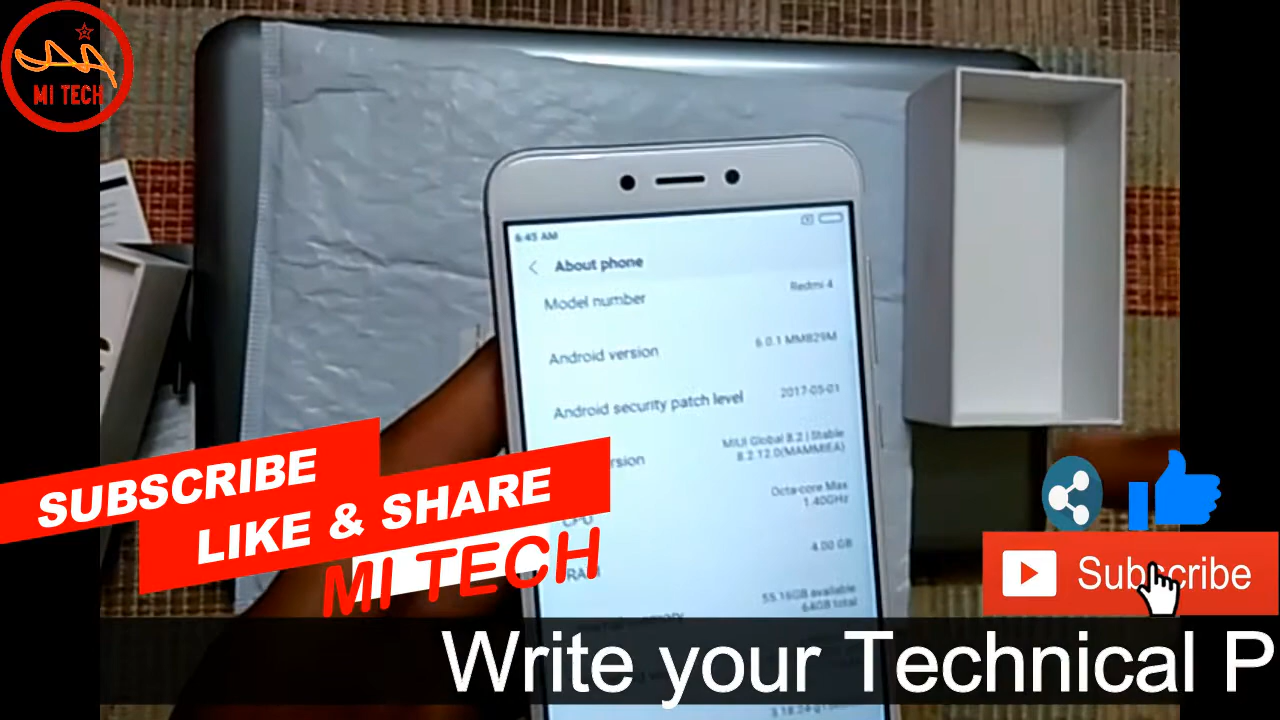 MI TECH
6:45 AM
About phone
Model number
Redmi 4
Android version
6.0.1 MMB29M
Android security patch level
2017-05-01
MIUI Global 8.2 | Stable
8.2.12.0(MAMMIEA)
Octa-core Max
1.40GHz
CPU
4.00 GB
RAM
55.16GB available
64GB total
SUBSCRIBE
LIKE & SHARE
MI TECH
Subscribe
Write your Technical P